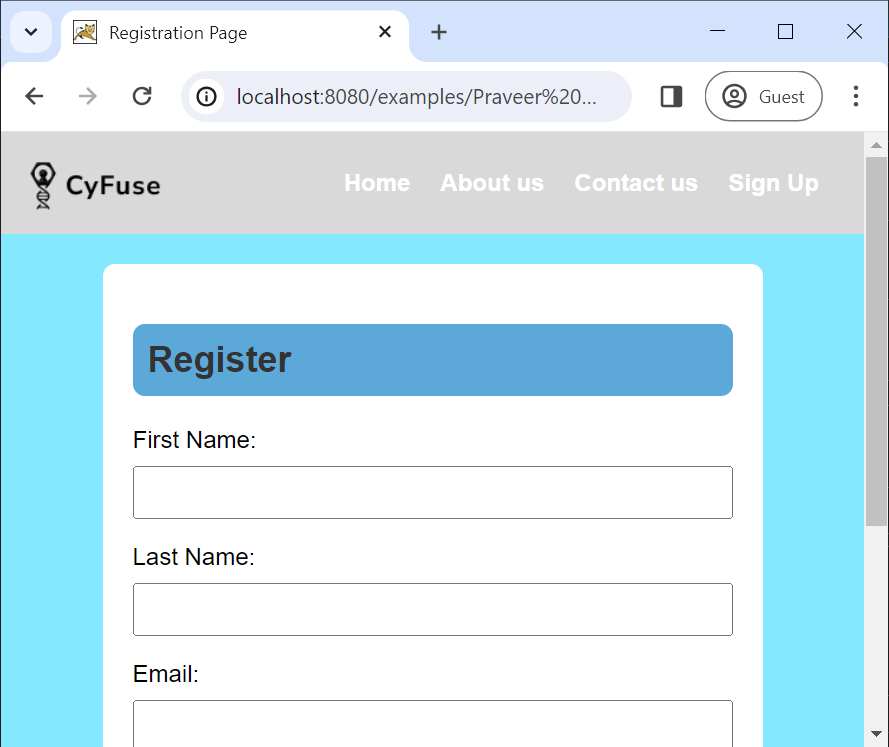 Registration Page
localhost:8080/examples/Praveer%20...
Guest
CyFuse
Home About us Contact us Sign Up
Register
First Name:
Last Name:
Email: